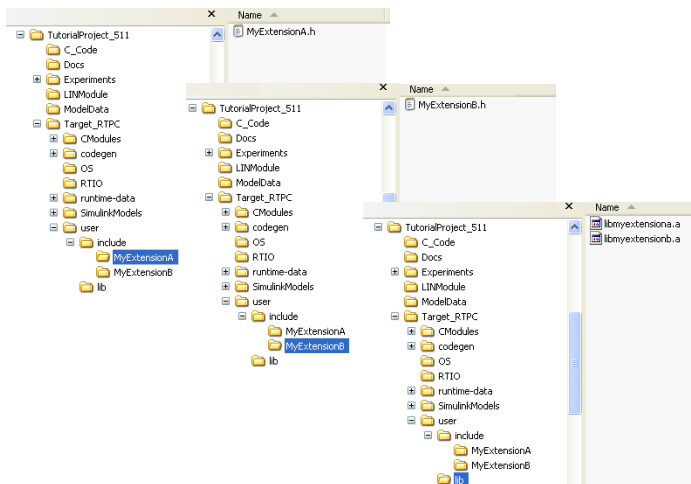 Name
MyExtensionA.h
TutorialProject_511
C_Code
Docs
Experiments
LINModule
ModelData
Target_RTPC
CModules
codegen
OS
RTIO
runtime-data
SimulinkModels
user
include
MyExtensionA
MyExtensionB
lib
Name
MyExtensionB.h
TutorialProject_511
C_Code
Docs
Experiments
LINModule
ModelData
Target_RTPC
CModules
codegen
OS
RTIO
runtime-data
SimulinkModels
user
include
MyExtensionA
MyExtensionB
lib
Name
libmyextensiona.a
libmyextensionb.a
TutorialProject_511
C_Code
Docs
Experiments
LINModule
ModelData
Target_RTPC
CModules
codegen
OS
RTIO
runtime-data
SimulinkModels
user
include
MyExtensionA
MyExtensionB
lib